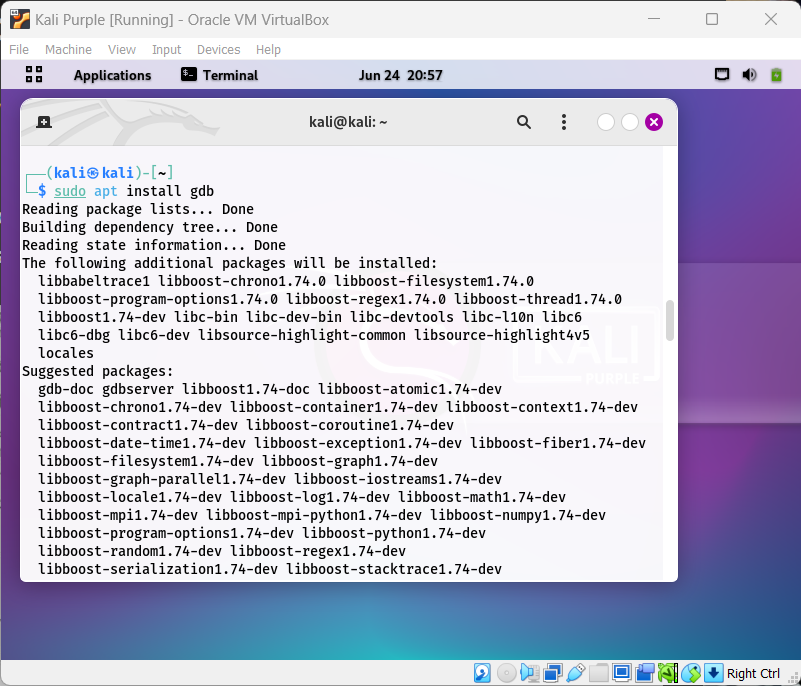 Kali Purple [Running] - Oracle VM VirtualBox
File Machine View Input Devices Help
Applications Terminal Jun 24 20:57
kali@kali: ~
┌──(kali㉿kali)-[~]
└─$ sudo apt install gdb
Reading package lists... Done
Building dependency tree... Done
Reading state information... Done
The following additional packages will be installed:
libbabeltrace1 libboost-chrono1.74.0 libboost-filesystem1.74.0
libboost-program-options1.74.0 libboost-regex1.74.0 libboost-thread1.74.0
libboost1.74-dev libc-bin libc-dev-bin libc-devtools libc-l10n libc6
libc6-dbg libc6-dev libsource-highlight-common libsource-highlight4v5
locales
Suggested packages:
gdb-doc gdbserver libboost1.74-doc libboost-atomic1.74-dev
libboost-chrono1.74-dev libboost-container1.74-dev libboost-context1.74-dev
libboost-contract1.74-dev libboost-coroutine1.74-dev
libboost-date-time1.74-dev libboost-exception1.74-dev libboost-fiber1.74-dev
libboost-filesystem1.74-dev libboost-graph1.74-dev
libboost-graph-parallel1.74-dev libboost-iostreams1.74-dev
libboost-locale1.74-dev libboost-log1.74-dev libboost-math1.74-dev
libboost-mpi1.74-dev libboost-mpi-python1.74-dev libboost-numpy1.74-dev
libboost-program-options1.74-dev libboost-python1.74-dev
libboost-random1.74-dev libboost-regex1.74-dev
libboost-serialization1.74-dev libboost-stacktrace1.74-dev
KALI
PURPLE
Right Ctrl